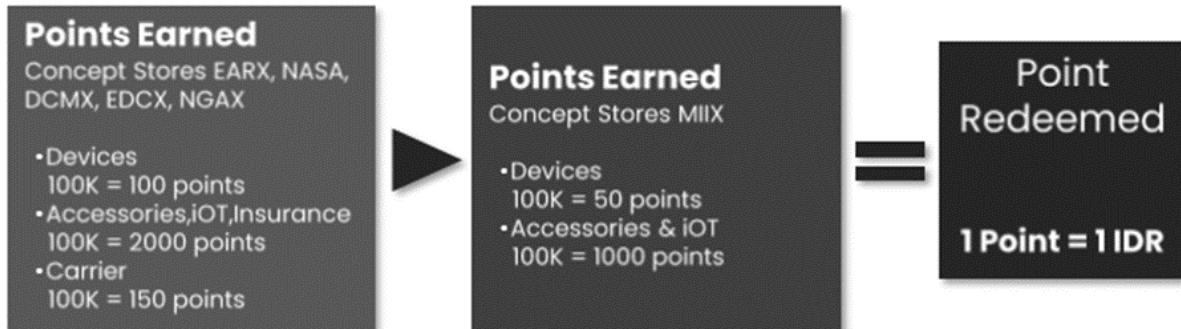 Points Earned
Concept Stores EARX, NASA,
DCMX, EDCX, NGAX
•Devices
100K = 100 points
•Accessories,iOT,Insurance
100K = 2000 points
•Carrier
100K = 150 points
Points Earned
Concept Stores MIIX
•Devices
100K = 50 points
•Accessories & iOT
100K = 1000 points
=
Point
Redeemed
1 Point = 1 IDR